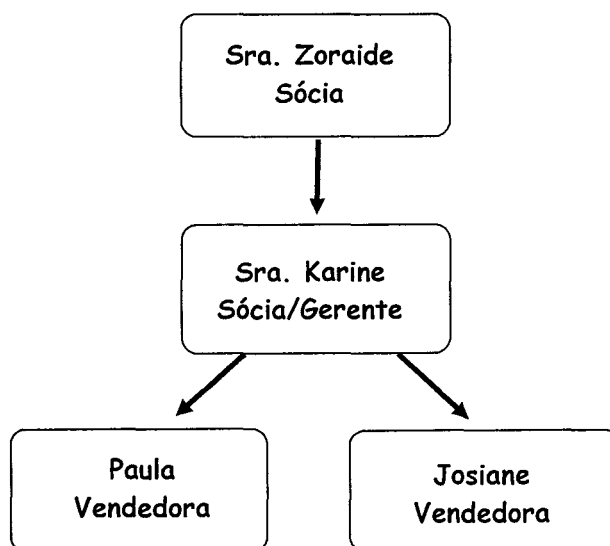 Sra. Zoraide
Sócia
Sra. Karine
Sócia/Gerente
Paula
Vendedora
Josiane
Vendedora